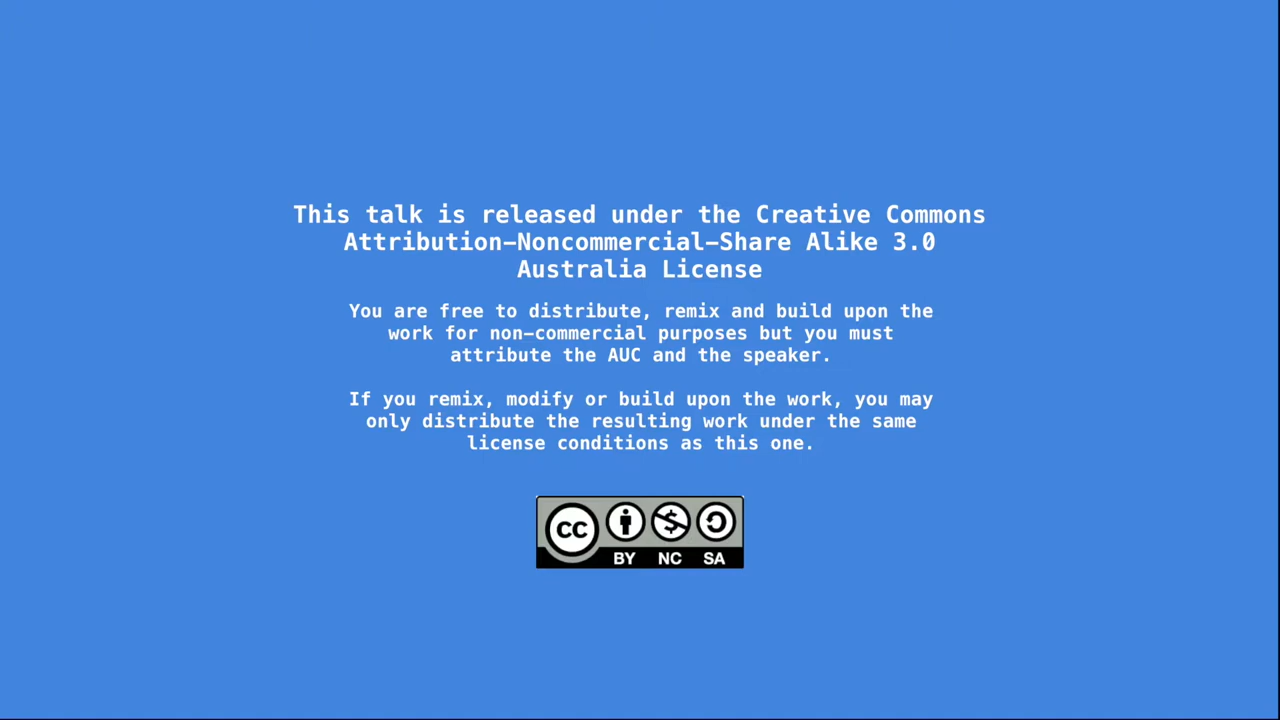 This talk is released under the Creative Commons
Attribution-Noncommercial-Share Alike 3.0
Australia License
You are free to distribute, remix and build upon the
work for non-commercial purposes but you must
attribute the AUC and the speaker.
If you remix, modify or build upon the work, you may
only distribute the resulting work under the same
license conditions as this one.
CC
BY NC SA